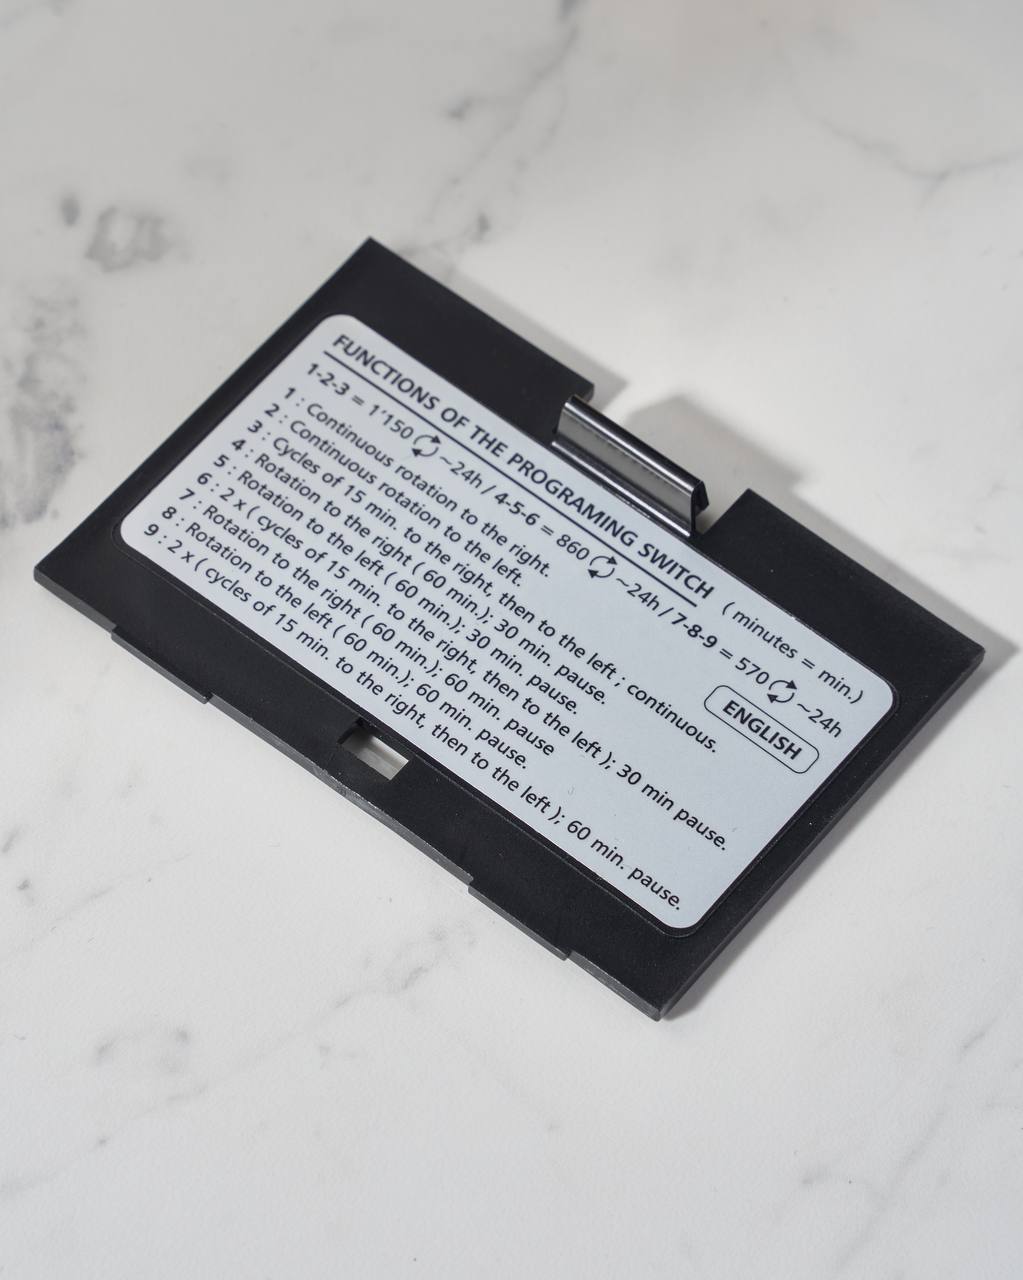 FUNCTIONS OF THE PROGRAMING SWITCH ( minutes = min.)
1-2-3 = 1'150 ~24h / 4-5-6 = 860 ~24h / 7-8-9 = 570 ~24h
1 : Continuous rotation to the right.
2 : Continuous rotation to the left.
3 : Cycles of 15 min. to the right, then to the left ; continuous.
4 : Rotation to the right ( 60 min.); 30 min. pause.
5 : Rotation to the left ( 60 min.); 30 min. pause.
6 : 2 x ( cycles of 15 min. to the right, then to the left ); 30 min pause.
7 : Rotation to the right ( 60 min.); 60 min. pause
8 : Rotation to the left ( 60 min.); 60 min. pause.
9 : 2 x ( cycles of 15 min. to the right, then to the left ); 60 min. pause.
ENGLISH